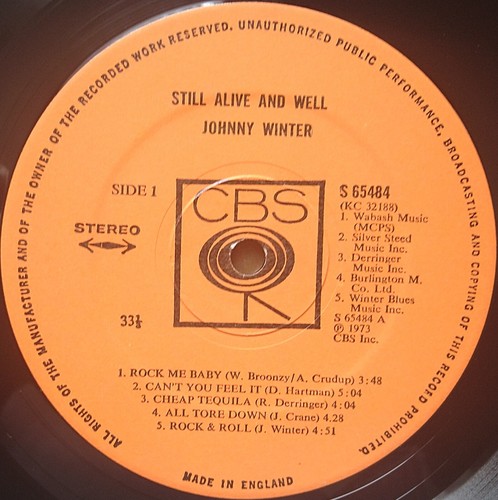 ALL RIGHTS OF THE MANUFACTURER AND OF THE OWNER OF THE RECORDED WORK RESERVED. UNAUTHORIZED PUBLIC PERFORMANCE, BROADCASTING AND COPYING OF THIS RECORD PROHIBITED.
STILL ALIVE AND WELL
JOHNNY WINTER
SIDE 1
STEREO
33⅓
CBS
S 65484
(KC 32188)
1. Wabash Music
(MCPS)
2. Silver Steed
Music Inc.
3. Derringer
Music Inc.
4. Burlington M.
Co. Ltd.
5. Winter Blues
Music Inc.
S 65484 A
℗ 1973
CBS Inc.
1. ROCK ME BABY (W. Broonzy/A. Crudup) 3:48
2. CAN'T YOU FEEL IT (D. Hartman) 5:04
3. CHEAP TEQUILA (R. Derringer) 4:04
4. ALL TORE DOWN (J. Crane) 4.28
5. ROCK & ROLL (J. Winter) 4:51
MADE IN ENGLAND